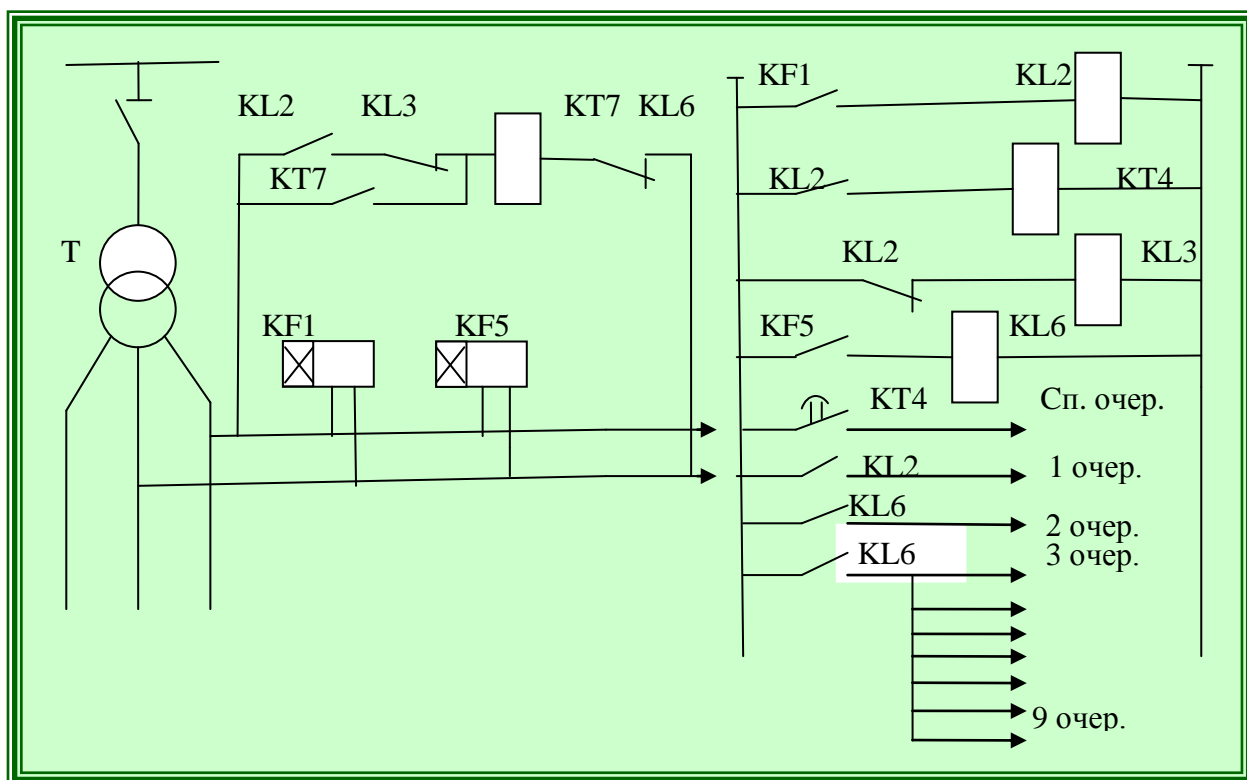 KF1 KL2
KL2 KL3 KT7 KL6
KT7 KL2 KT4
T KL2 KL3
KF1 KF5 KF5 KL6
KT4 Сп. очер.
KL2 1 очер.
KL6 2 очер.
KL6 3 очер.
9 очер.